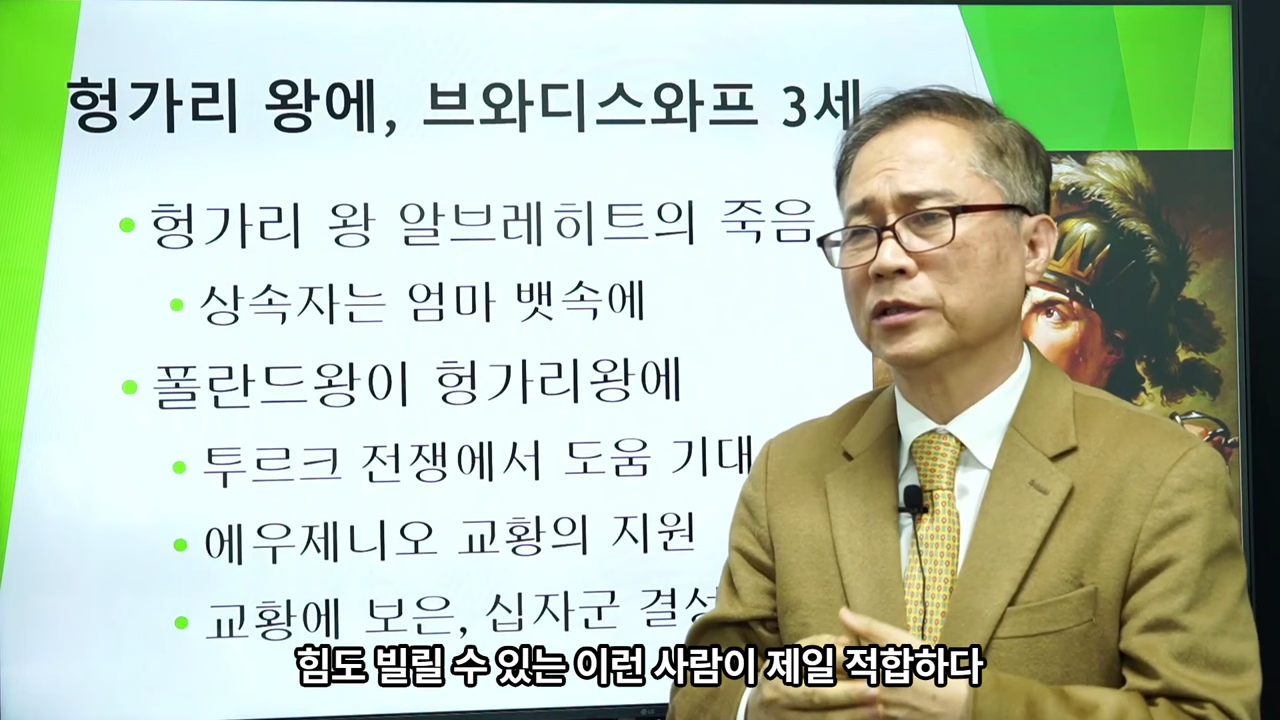 헝가리 왕에, 브와디스와프 3세
헝가리 왕 알브레히트의 죽음
상속자는 엄마 뱃속에
폴란드왕이 헝가리왕에
투르크 전쟁에서 도움 기대
에우제니오 교황의 지원
교황에 보은, 십자군 결성
힘도 빌릴 수 있는 이런 사람이 제일 적합하다
LG